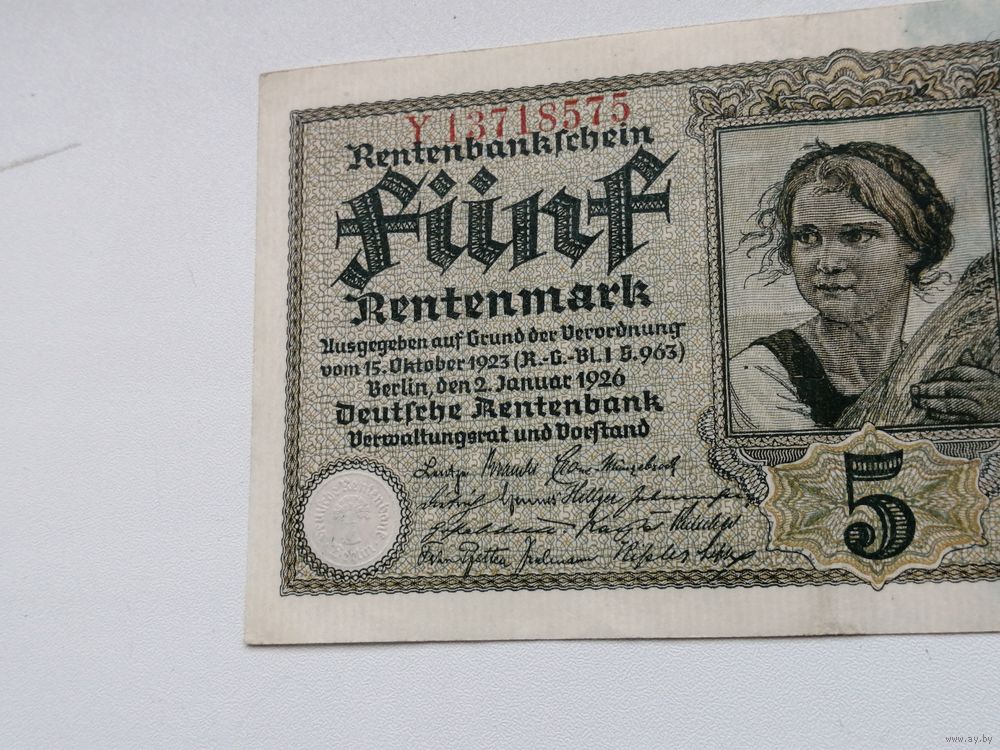 Y 13718575
Rentenbankschein
Fünf
Rentenmark
Ausgegeben auf Grund der Verordnung
vom 15. Oktober 1923 (R.-G.-Bl. I S. 963)
Berlin, den 2. Januar 1926
Deutsche Rentenbank
Verwaltungsrat und Vorstand
5
www.ay.by